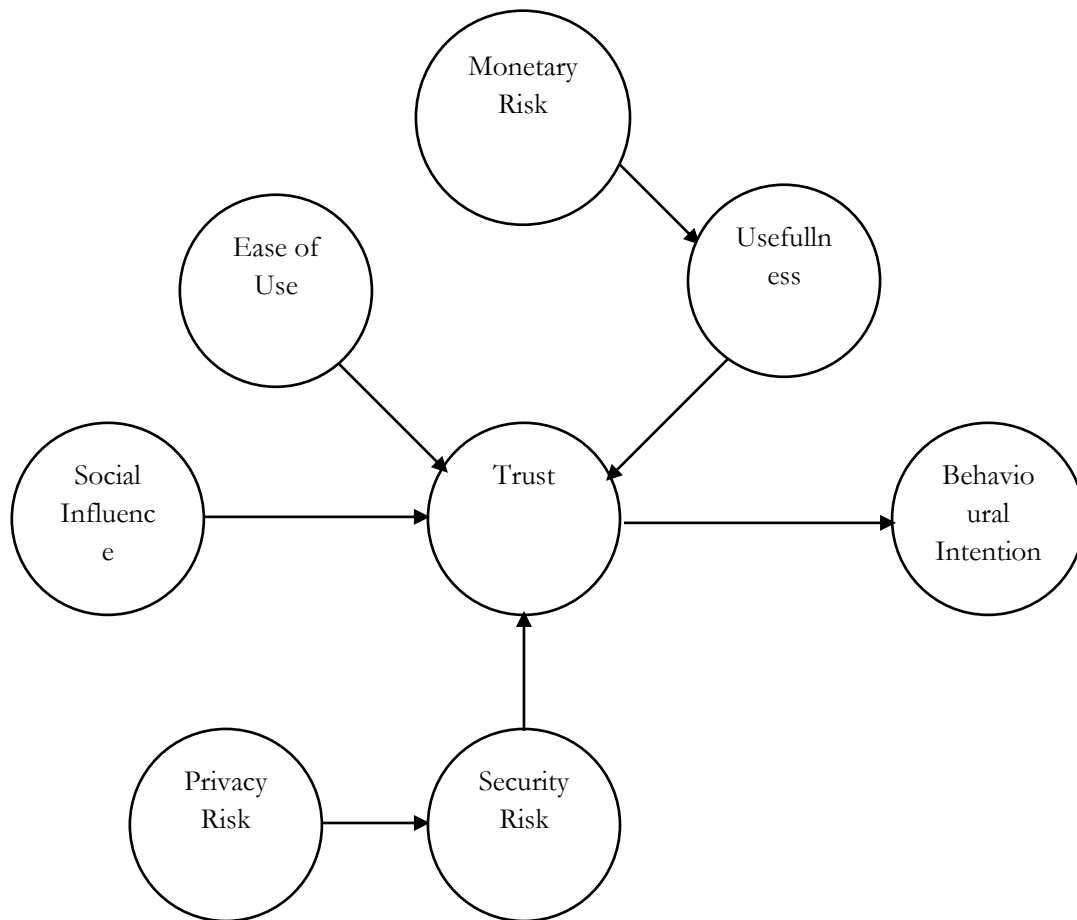 Monetary
Risk
Usefulln
ess
Ease of
Use
Social
Influenc
e
Trust
Behavio
ural
Intention
Privacy
Risk
Security
Risk